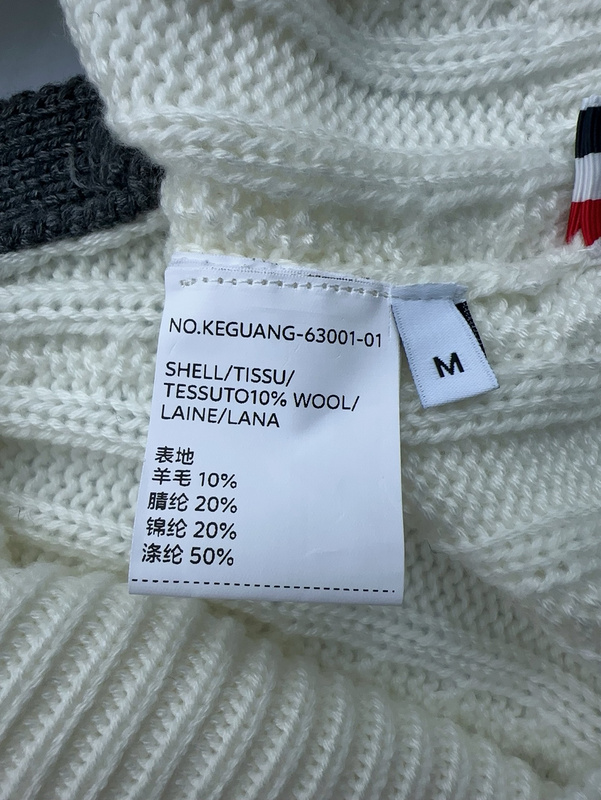 NO.KEGUANG-63001-01
M
SHELL/TISSU/
TESSUTO10% WOOL/
LAINE/LANA
表地
羊毛 10%
腈纶 20%
锦纶 20%
涤纶 50%